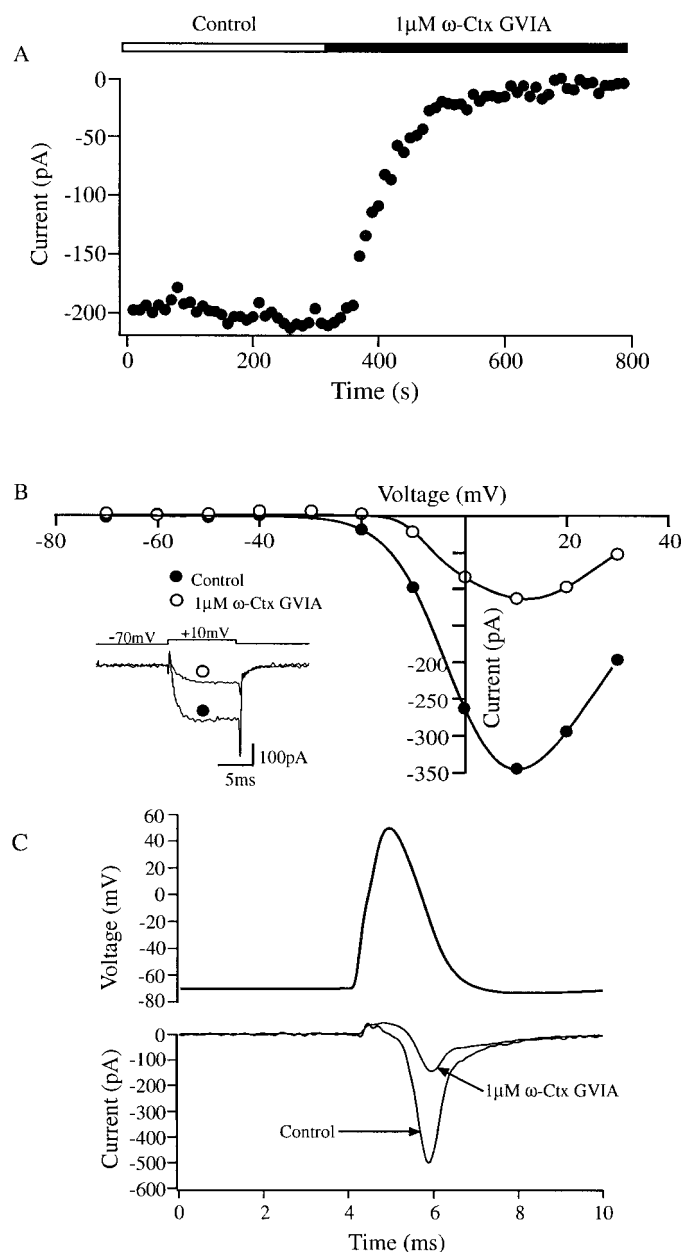 Control 1µM ω-Ctx GVIA
A
0
-50
-100
-150
-200
Current (pA)
0 200 400 600 800
Time (s)
B
Voltage (mV)
-80 -60 -40 -20 20 40
Control
1µM ω-Ctx GVIA
-70mV +10mV
100pA
5ms
-200
-250
-300
-350
Current (pA)
C
60
40
20
0
-20
-40
-60
-80
Voltage (mV)
0
-100
-200
-300
-400
-500
-600
Current (pA)
1µM ω-Ctx GVIA
Control
0 2 4 6 8 10
Time (ms)